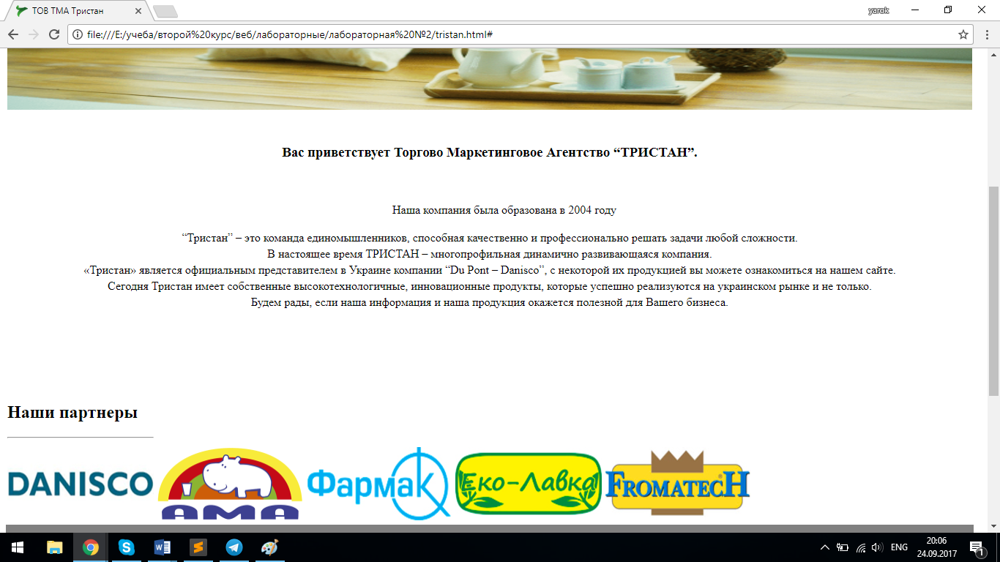 ТОВ ТМА Тристан
yarok
file:///E:/учеба/второй%20курс/веб/лабораторные/лабораторная%20№2/tristan.html#
Вас приветствует Торгово Маркетинговое Агентство “ТРИСТАН”.
Наша компания была образована в 2004 году
“Тристан” – это команда единомышленников, способная качественно и профессионально решать задачи любой сложности.
В настоящее время ТРИСТАН – многопрофильная динамично развивающаяся компания.
«Тристан» является официальным представителем в Украине компании “Du Pont – Danisco”, с некоторой их продукцией вы можете ознакомиться на нашем сайте.
Сегодня Тристан имеет собственные высокотехнологичные, инновационные продукты, которые успешно реализуются на украинском рынке и не только.
Будем рады, если наша информация и наша продукция окажется полезной для Вашего бизнеса.
Наши партнеры
DANISCO
АМА
Фармак
Еко-Лавка
FROMATECH
ENG
20:06
24.09.2017
1